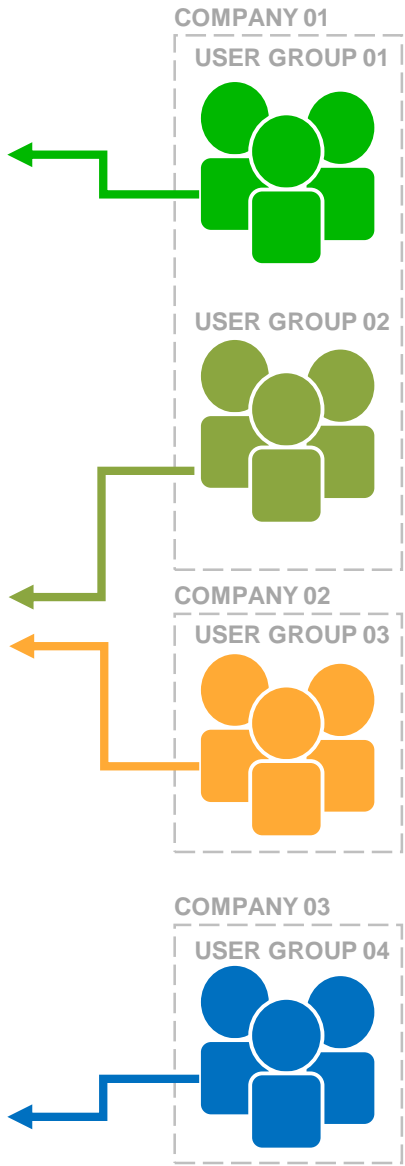 COMPANY 01
USER GROUP 01
USER GROUP 02
COMPANY 02
USER GROUP 03
COMPANY 03
USER GROUP 04